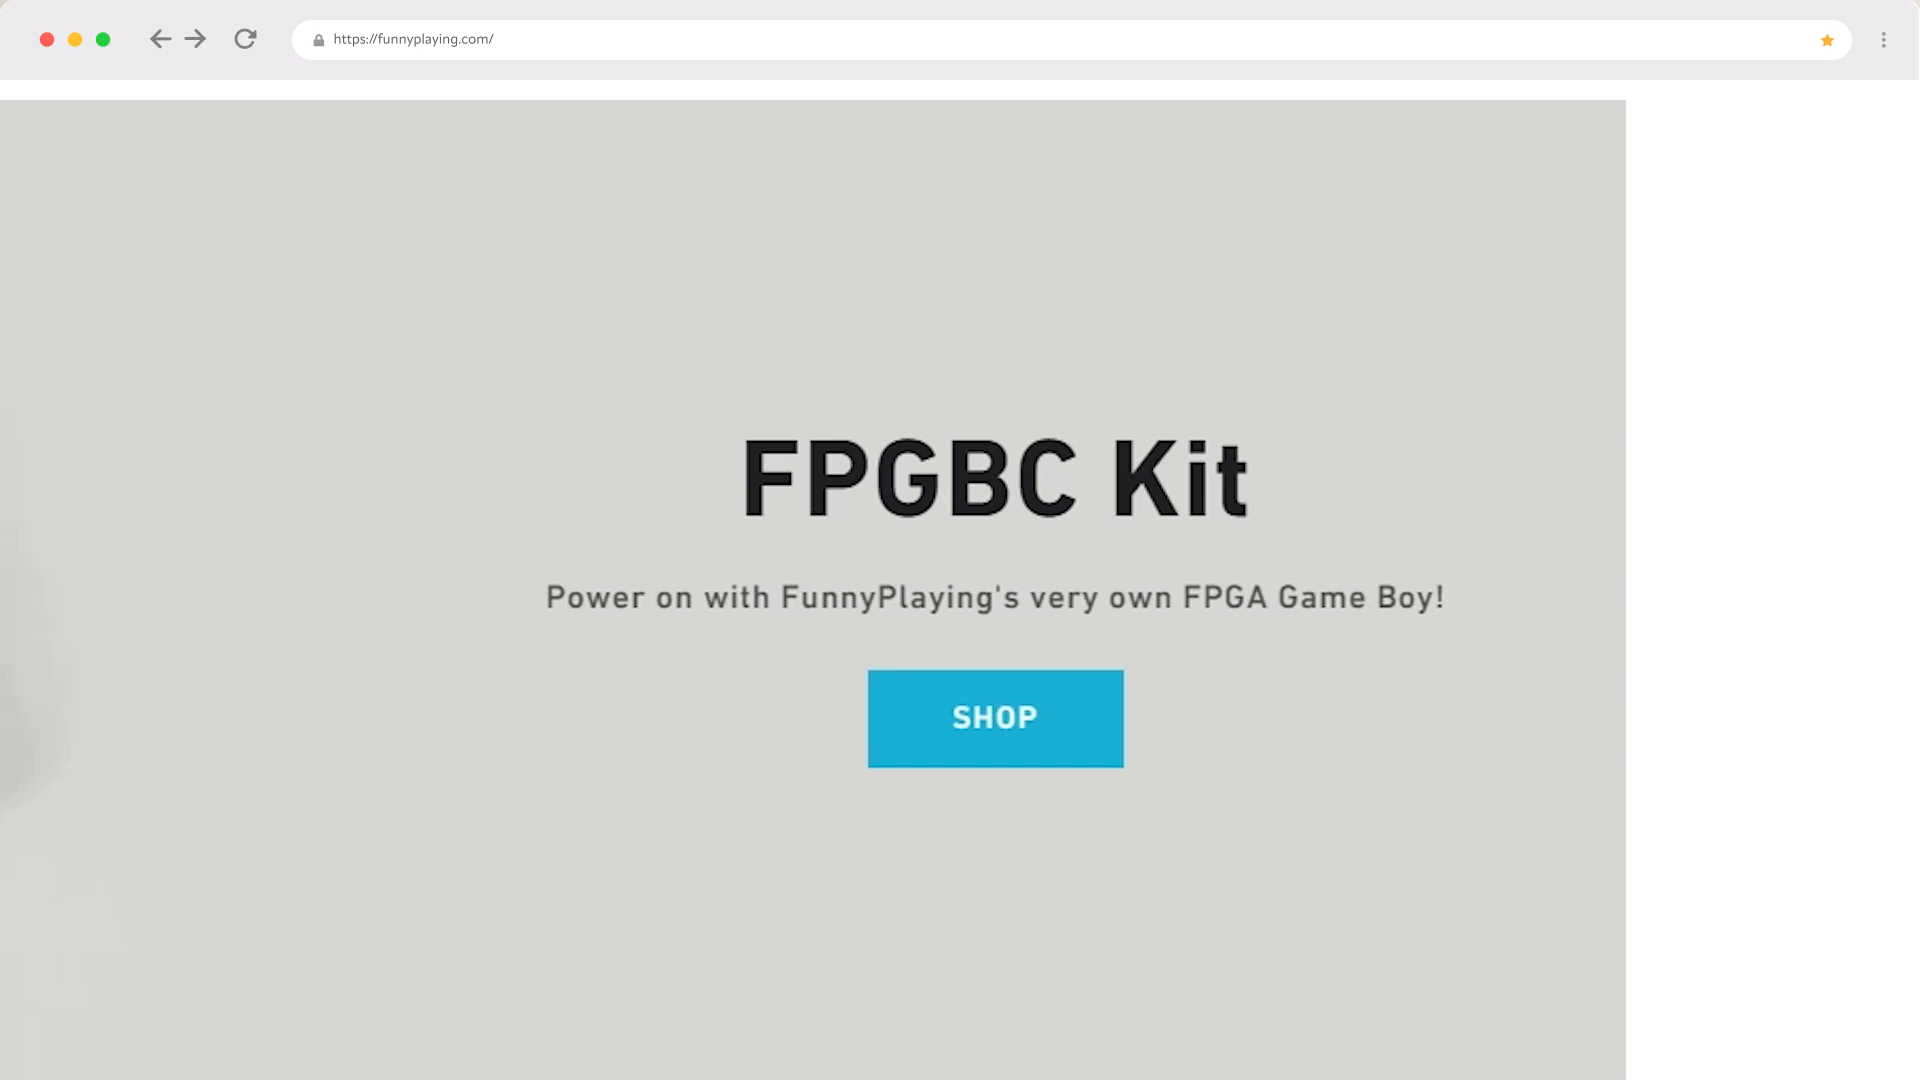 https://funnyplaying.com/
FPGBC Kit
Power on with FunnyPlaying's very own FPGA Game Boy!
SHOP